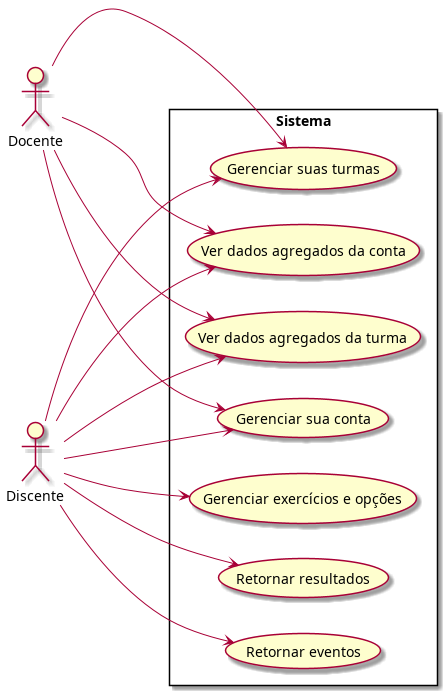 Sistema
Docente
Gerenciar suas turmas
Ver dados agregados da conta
Ver dados agregados da turma
Gerenciar sua conta
Discente
Gerenciar exercícios e opções
Retornar resultados
Retornar eventos